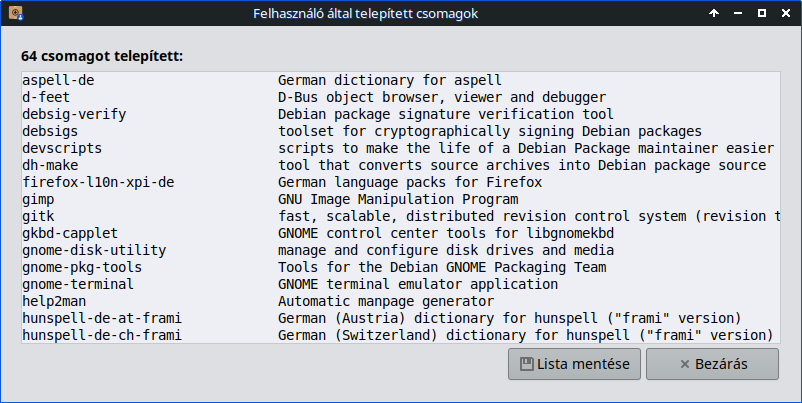 Felhasználó által telepített csomagok
64 csomagot telepített:
aspell-de German dictionary for aspell
d-feet D-Bus object browser, viewer and debugger
debsig-verify Debian package signature verification tool
debsigs toolset for cryptographically signing Debian packages
devscripts scripts to make the life of a Debian Package maintainer easier
dh-make tool that converts source archives into Debian package source
firefox-l10n-xpi-de German language packs for Firefox
gimp GNU Image Manipulation Program
gitk fast, scalable, distributed revision control system (revision t
gkbd-capplet GNOME control center tools for libgnomekbd
gnome-disk-utility manage and configure disk drives and media
gnome-pkg-tools Tools for the Debian GNOME Packaging Team
gnome-terminal GNOME terminal emulator application
help2man Automatic manpage generator
hunspell-de-at-frami German (Austria) dictionary for hunspell ("frami" version)
hunspell-de-ch-frami German (Switzerland) dictionary for hunspell ("frami" version)
Lista mentése Bezárás